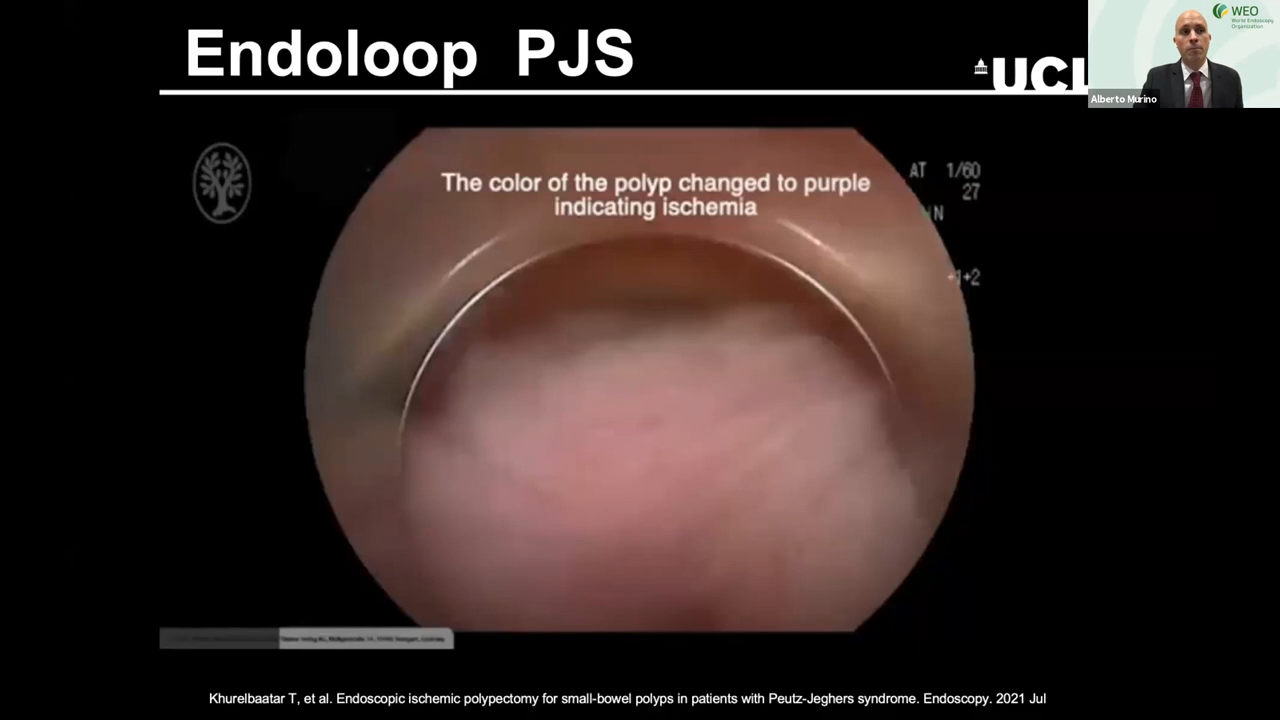 Endoloop PJS
UCL
WEO
World Endoscopy
Organization
Alberto Murino
The color of the polyp changed to purple
indicating ischemia
AT 1/60
27
N
+1+2
Khurelbaatar T, et al. Endoscopic ischemic polypectomy for small-bowel polyps in patients with Peutz-Jeghers syndrome. Endoscopy. 2021 Jul